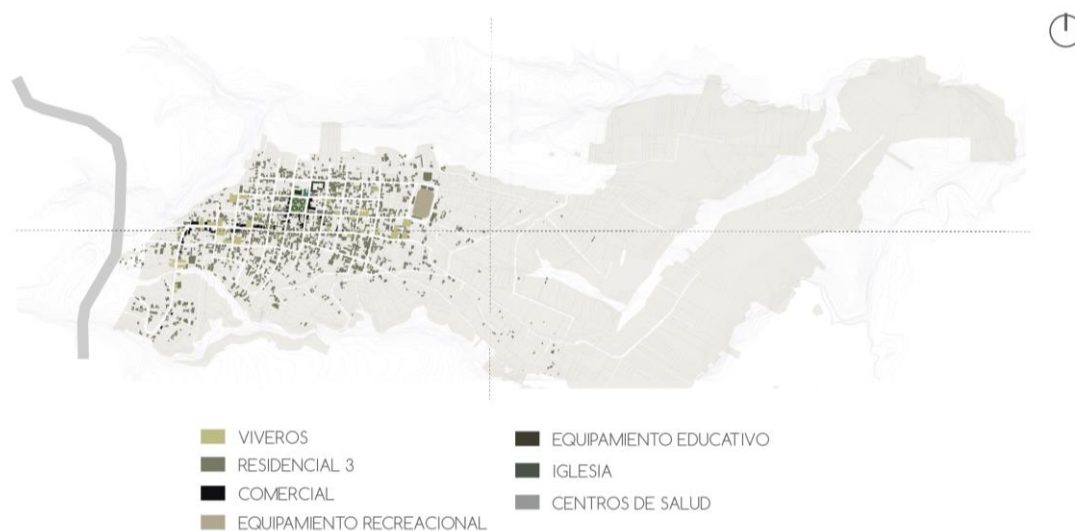 VIVEROS
RESIDENCIAL 3
COMERCIAL
EQUIPAMIENTO RECREACIONAL
EQUIPAMIENTO EDUCATIVO
IGLESIA
CENTROS DE SALUD